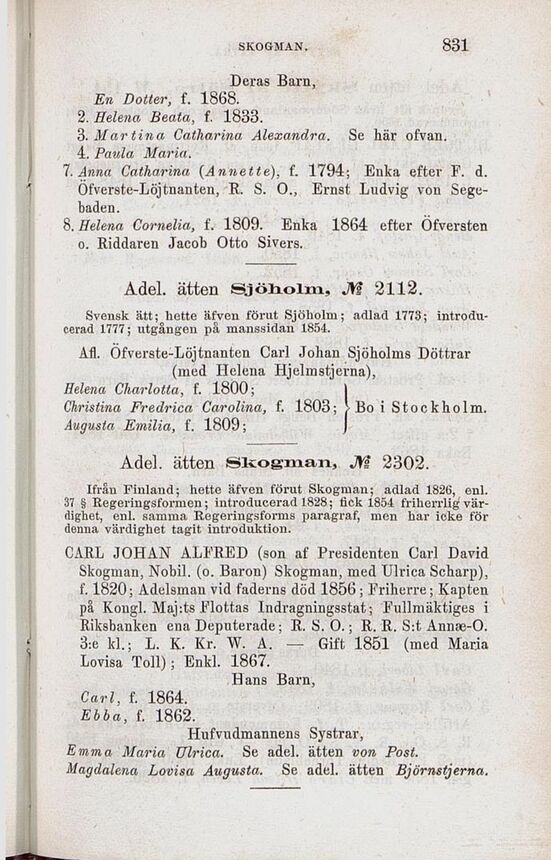 SKOGMAN. 831
Deras Barn,
En Dotter, f. 1868.
2. Helena Beata, f. 1833.
3. Martina Catharina Alexandra. Se här ofvan.
4. Paula Maria.
7. Anna Catharina (Annette), f. 1794; Enka efter F. d.
Öfverste-Löjtnanten, R. S. O., Ernst Ludvig von Sege-
baden.
8. Helena Cornelia, f. 1809. Enka 1864 efter Öfversten
o. Riddaren Jacob Otto Sivers.
Adel. ätten Sjöholm, № 2112.
Svensk ätt; hette äfven förut Sjöholm; adlad 1773; introdu-
cerad 1777; utgången på manssidan 1854.
Afl. Öfverste-Löjtnanten Carl Johan Sjöholms Döttrar
(med Helena Hjelmstjerna),
Helena Charlotta, f. 1800;
Christina Fredrica Carolina, f. 1803; } Bo i Stockholm.
Augusta Emilia, f. 1809;
Adel. ätten Skogman, № 2302.
Ifrån Finland; hette äfven förut Skogman; adlad 1826, enl.
37 § Regeringsformen; introducerad 1828; fick 1854 friherrlig vär-
dighet, enl. samma Regeringsforms paragraf, men har icke för
denna värdighet tagit introduktion.
CARL JOHAN ALFRED (son af Presidenten Carl David
Skogman, Nobil. (o. Baron) Skogman, med Ulrica Scharp),
f. 1820; Adelsman vid faderns död 1856; Friherre; Kapten
på Kongl. Maj:ts Flottas Indragningsstat; Fullmäktiges i
Riksbanken ena Deputerade; R. S. O.; R. R. S:t Annæ-O.
3:e kl.; L. K. Kr. W. A. — Gift 1851 (med Maria
Lovisa Toll); Enkl. 1867.
Hans Barn,
Carl, f. 1864.
Ebba, f. 1862.
Hufvudmannens Systrar,
Emma Maria Ulrica. Se adel. ätten von Post.
Magdalena Lovisa Augusta. Se adel. ätten Björnstjerna.